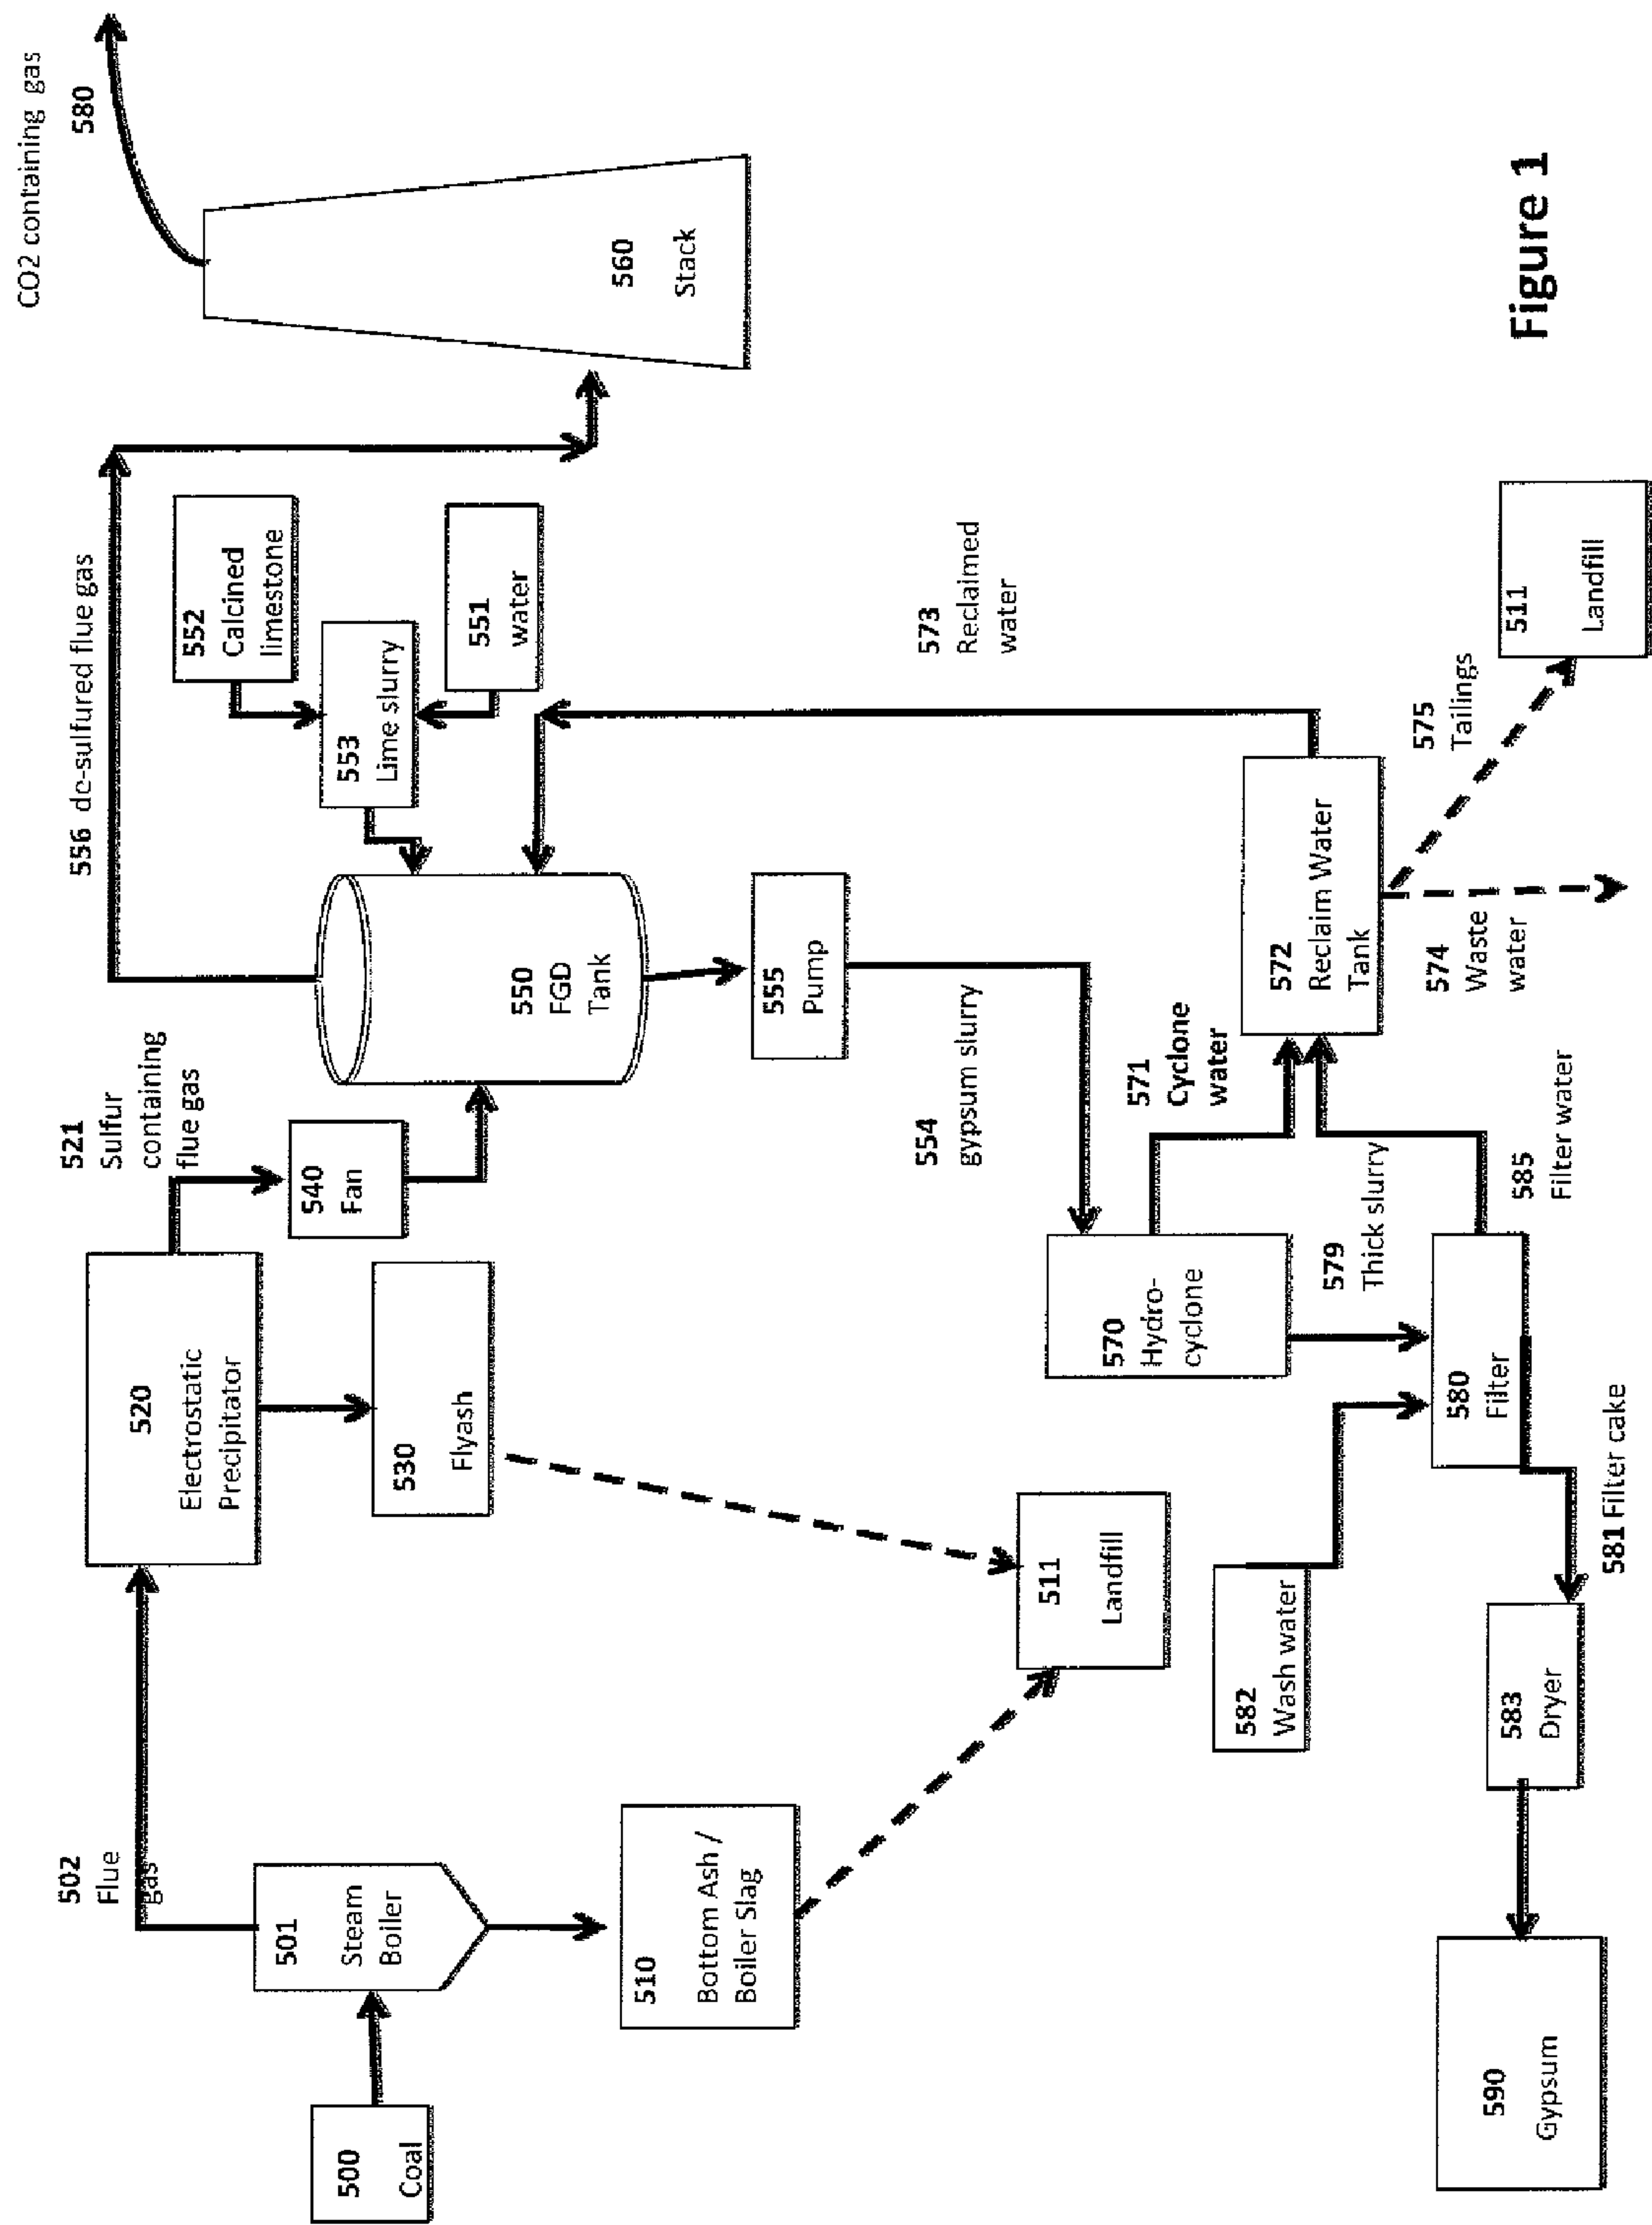 CO2 containing gas
580
556 de-sulfured flue gas
521
Sulfur
containing
flue gas
502
Flue
gas
520
Electrostatic
Precipitator
552
Calcined
limestone
501
Steam
Boiler
540
Fan
553
Lime slurry
500
Coal
530
Flyash
550
FGD
Tank
551
water
560
Stack
510
Bottom Ash /
Boiler Slag
555
Pump
554
gypsum slurry
573
Reclaimed
water
511
Landfill
570
Hydro-
cyclone
571
Cyclone
water
582
Wash water
572
Reclaim Water
Tank
579
Thick slurry
575
Tailings
574
Waste
water
580
Filter
585
Filter water
511
Landfill
583
Dryer
581 Filter cake
590
Gypsum
Figure 1